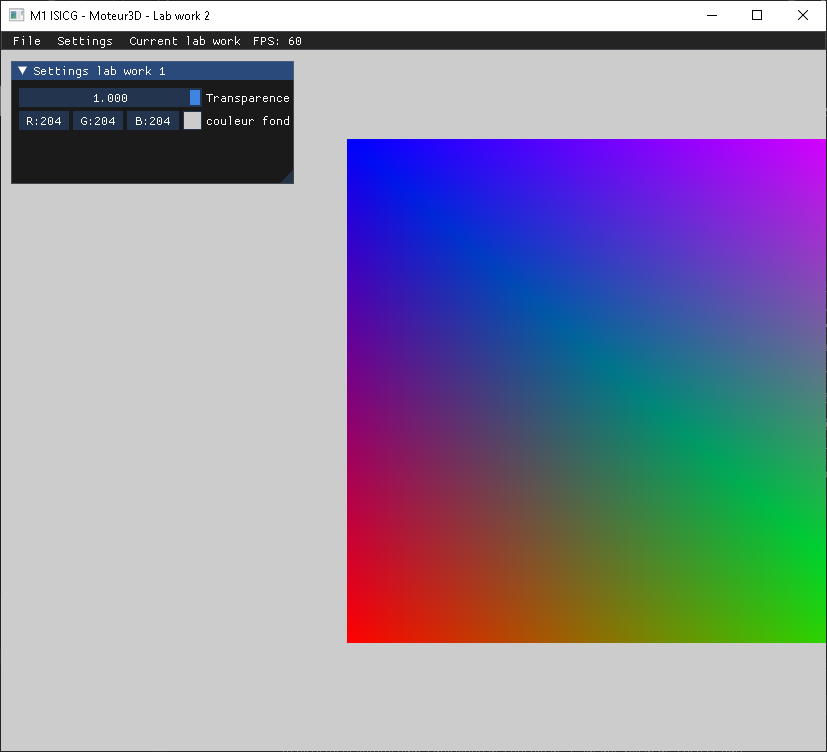 M1 ISICG - Moteur3D - Lab work 2
File Settings Current lab work FPS: 60
Settings lab work 1
1.000 Transparence
R:204 G:204 B:204 couleur fond